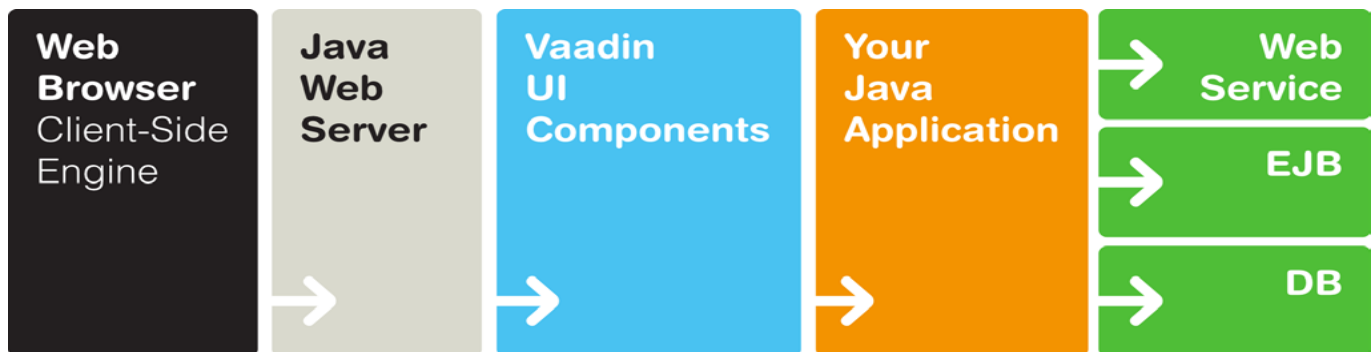 Web
Browser
Client-Side
Engine
Java
Web
Server
Vaadin
UI
Components
Your
Java
Application
Web
Service
EJB
DB